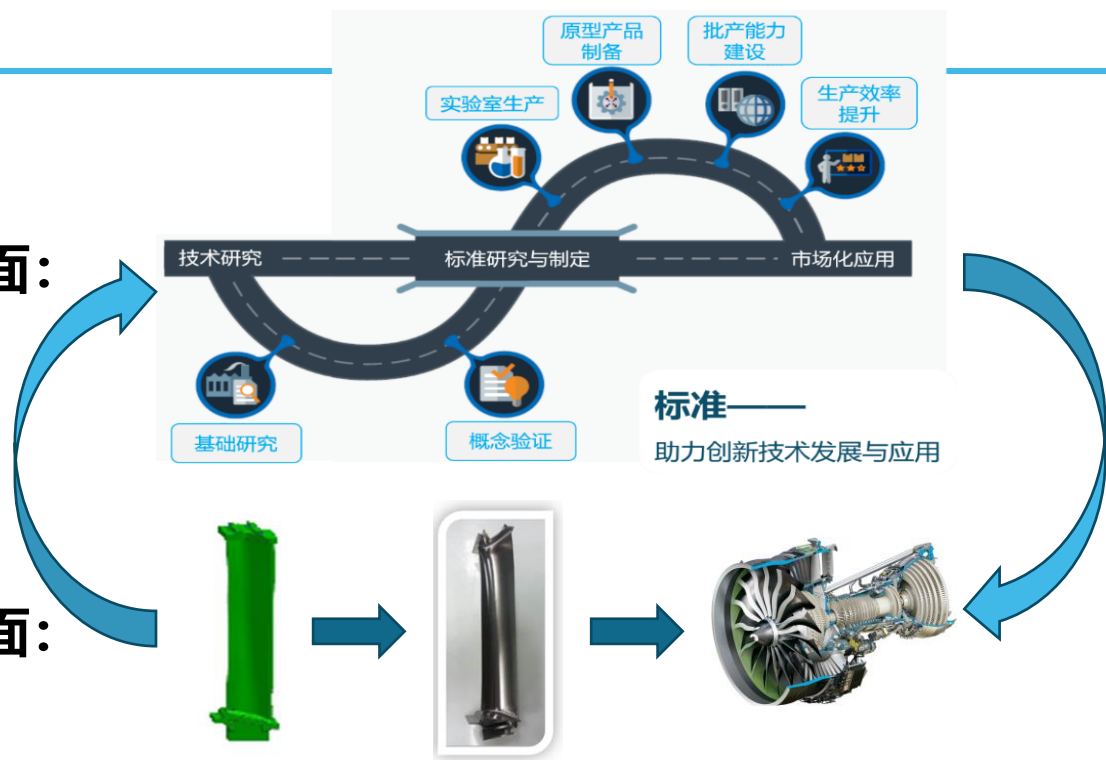 原型产品
制备
批产能力
建设
实验室生产
生产效率
提升
面：
技术研究
标准研究与制定
市场化应用
基础研究
概念验证
标准——
助力创新技术发展与应用
面：